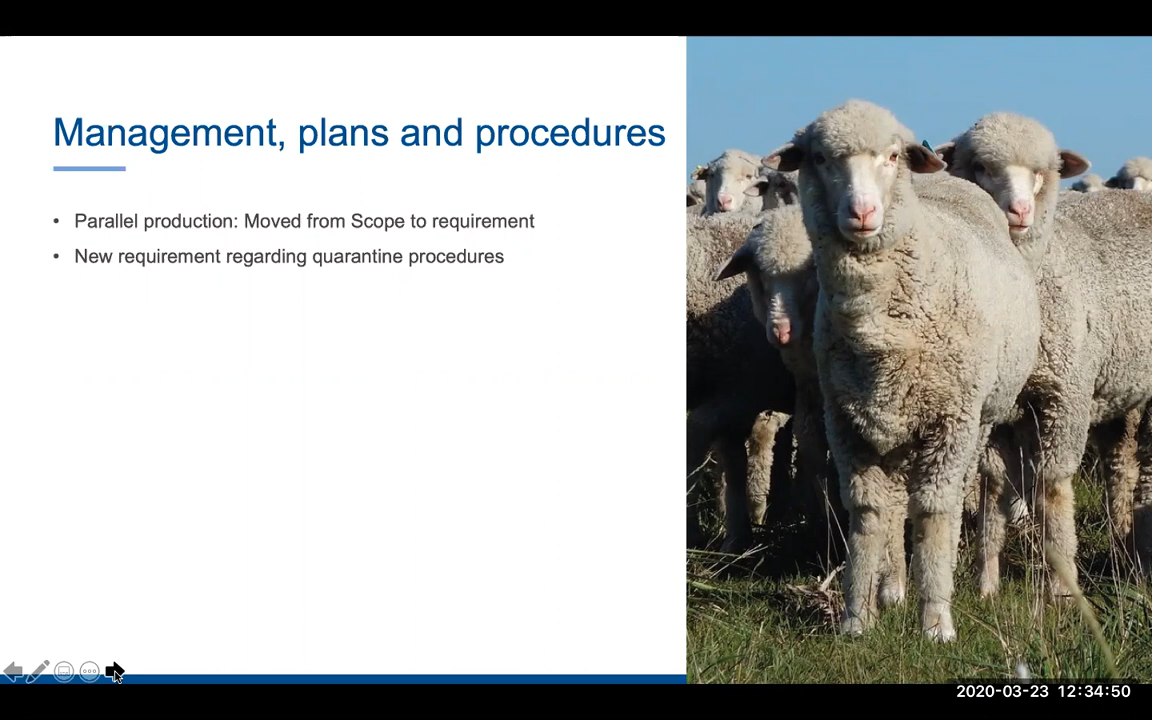 Management, plans and procedures
• Parallel production: Moved from Scope to requirement
• New requirement regarding quarantine procedures
2020-03-23 12:34:50